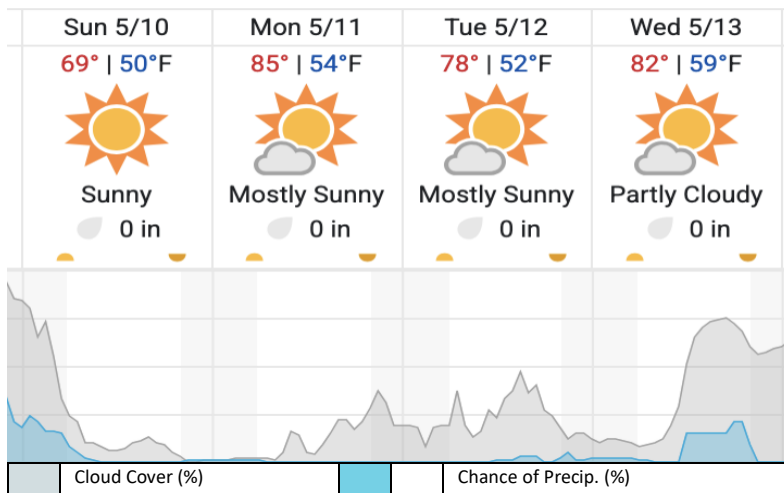 Sun 5/10
Mon 5/11
Tue 5/12
Wed 5/13
69° | 50°F
85° | 54°F
78° | 52°F
82° | 59°F
Sunny
Mostly Sunny
Mostly Sunny
Partly Cloudy
0 in
0 in
0 in
0 in
Cloud Cover (%)
Chance of Precip. (%)